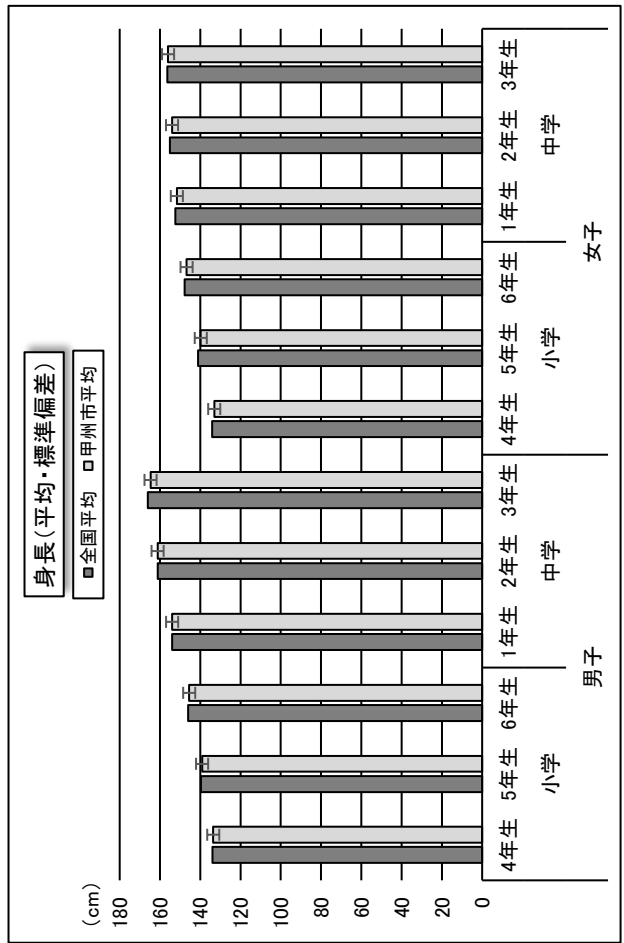 身長(平均・標準偏差)
■全国平均 □甲州市平均
(cm)
180
160
140
120
100
80
60
40
20
0
4年生 5年生 6年生 1年生 2年生 3年生 4年生 5年生 6年生 1年生 2年生 3年生
小学 中学 小学 中学
男子 女子